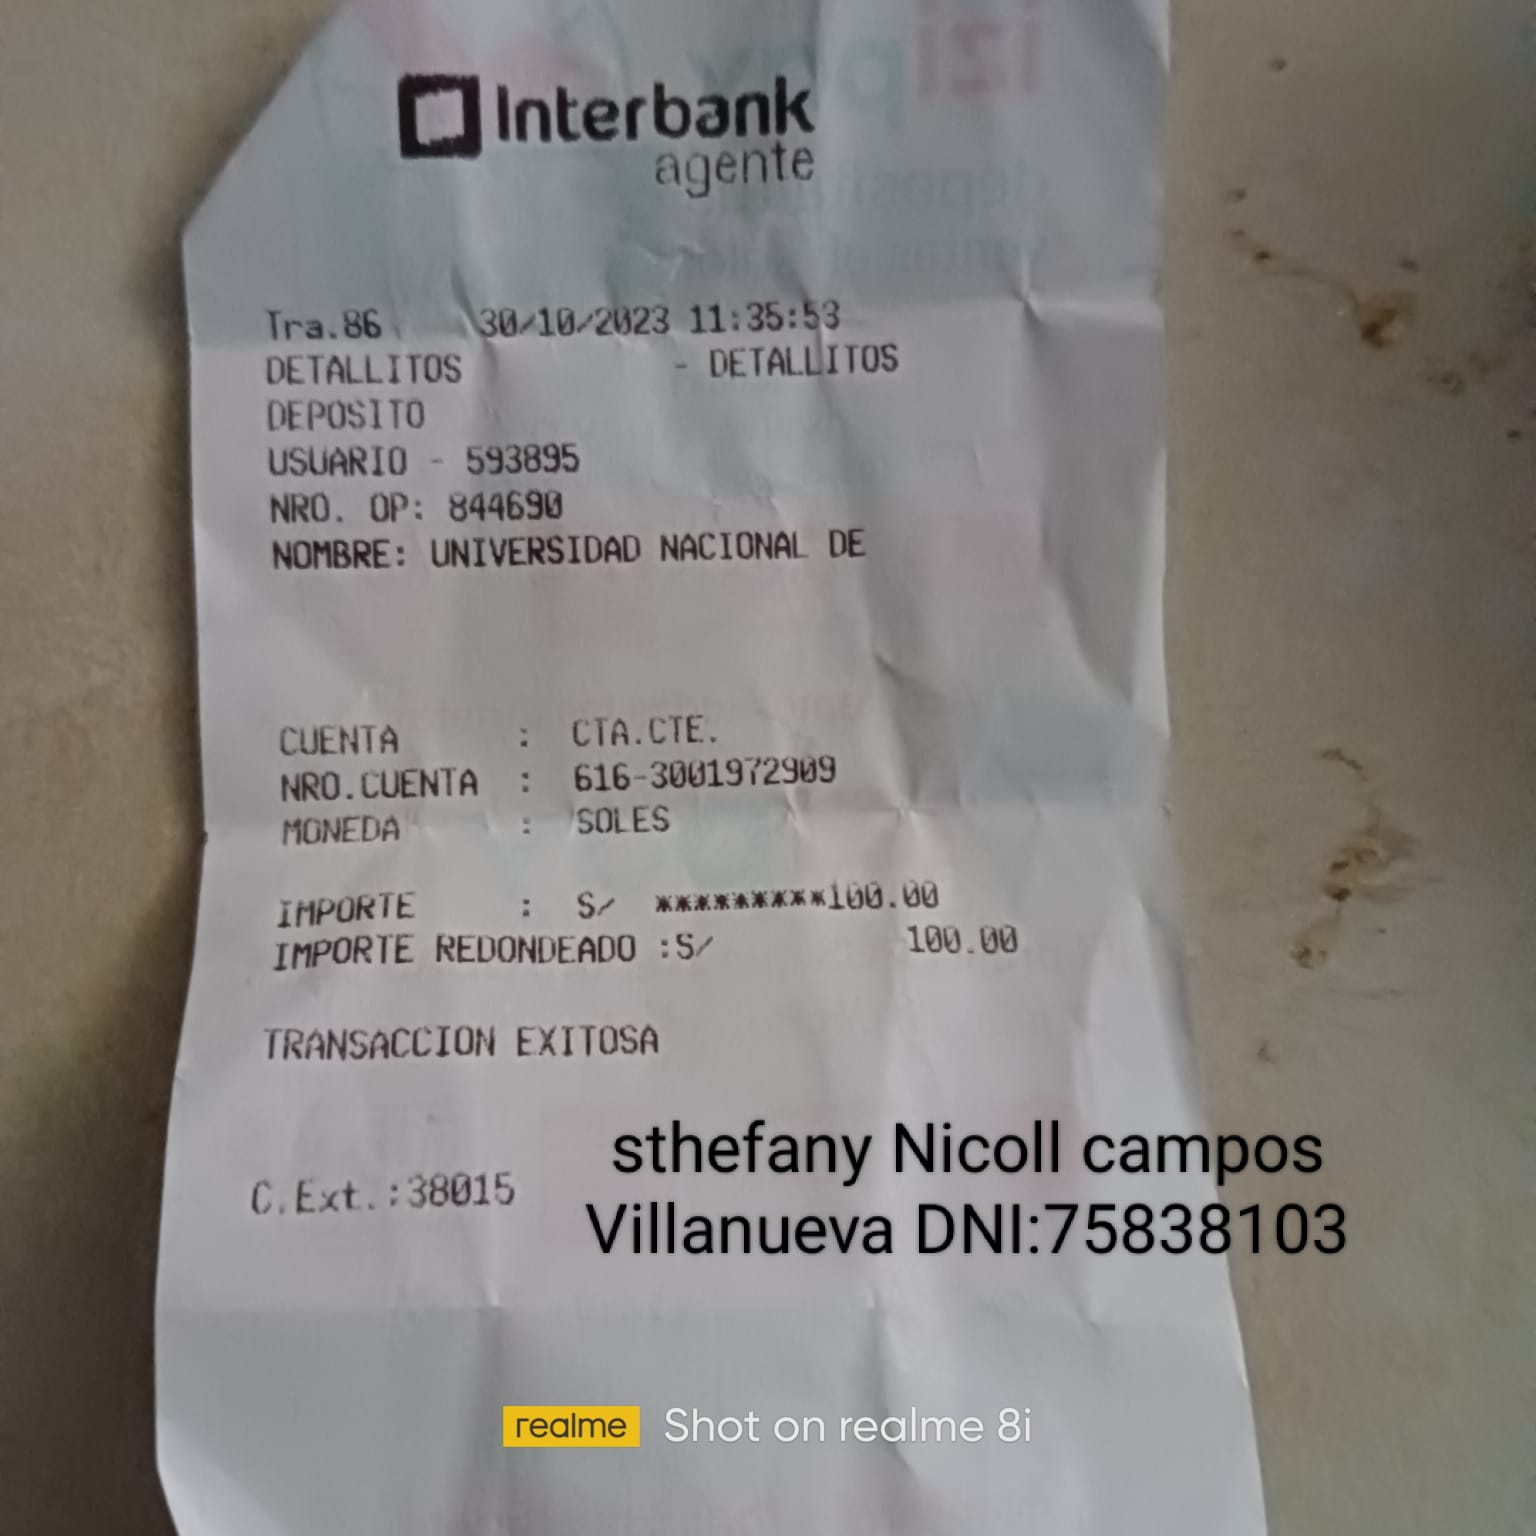 Interbank
agente
Tra.86 30/10/2023 11:35:53
DETALLITOS - DETALLITOS
DEPOSITO
USUARIO - 593895
NRO. OP: 844690
NOMBRE: UNIVERSIDAD NACIONAL DE
CUENTA : CTA.CTE.
NRO.CUENTA : 616-3001972909
MONEDA : SOLES
IMPORTE : S/ *********100.00
IMPORTE REDONDEADO :S/ 100.00
TRANSACCION EXITOSA
C.Ext.:38015
sthefany Nicoll campos
Villanueva DNI:75838103
realme Shot on realme 8i